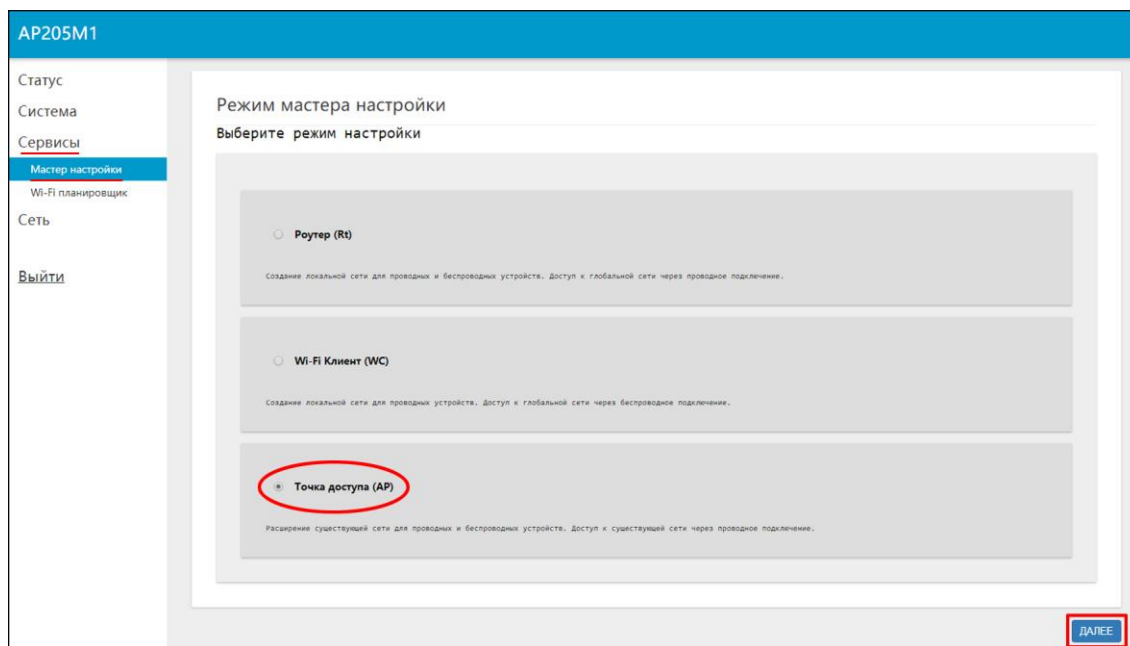 AP205M1
Статус
Система
Сервисы
Мастер настройки
Wi-Fi планировщик
Сеть
Выйти
Режим мастера настройки
Выберите режим настройки
Роутер (Rt)
Создание локальной сети для проводных и беспроводных устройств. Доступ к глобальной сети через проводное подключение.
Wi-Fi Клиент (WC)
Создание локальной сети для проводных устройств. Доступ к глобальной сети через беспроводное подключение.
Точка доступа (AP)
Расширение существующей сети для проводных и беспроводных устройств. Доступ к существующей сети через проводное подключение.
ДАЛЕЕ